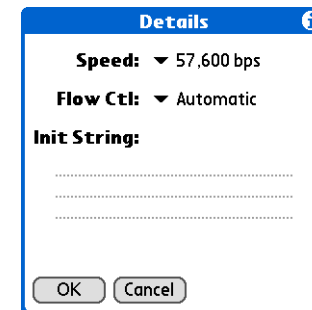 Details
Speed: 57,600 bps
Flow Ctl: Automatic
Init String:
OK Cancel